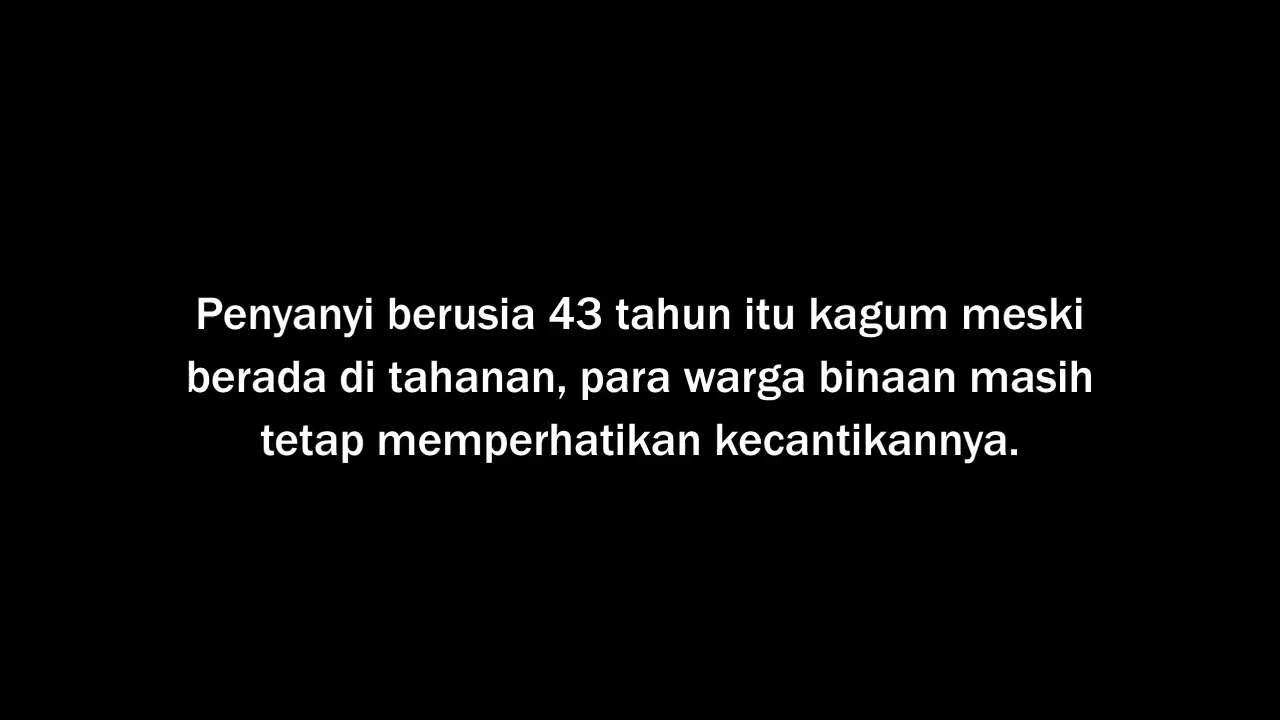 Penyanyi berusia 43 tahun itu kagum meski
berada di tahanan, para warga binaan masih
tetap memperhatikan kecantikannya.